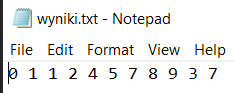 wyniki.txt - Notepad
File Edit Format View Help
0 1 1 2 4 5 7 8 9 3 7